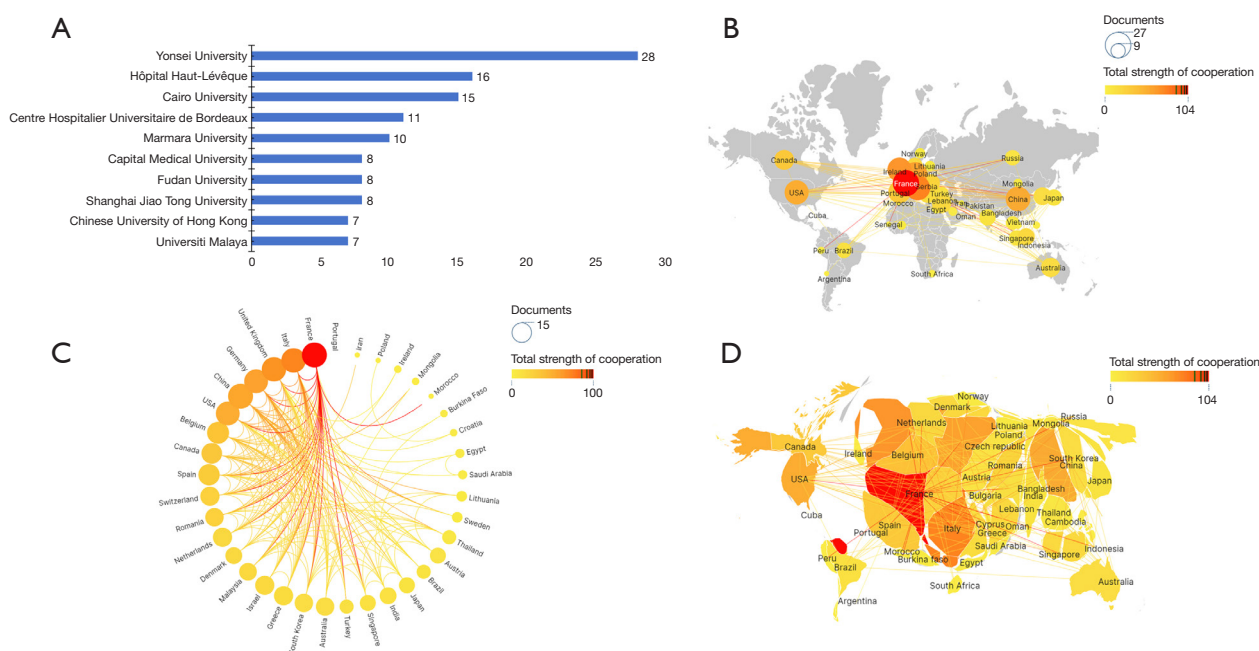 A
Yonsei University
28
Hôpital Haut-Lévêque
16
Cairo University
15
Centre Hospitalier Universitaire de Bordeaux
11
Marmara University
10
Capital Medical University
8
Fudan University
8
Shanghai Jiao Tong University
8
Chinese University of Hong Kong
7
Universiti Malaya
7
0
5
10
15
20
25
30
B
Documents
27
9
Total strength of cooperation
0
104
Norway
Russia
Canada
Lithuania
Ireland
Poland
France
Serbia
Mongolia
USA
Portugal
Turkey
China
Japan
Morocco
Lebanon
Iran
Pakistan
Egypt
Bangladesh
Cuba
Oman
Senegal
Vietnam
Singapore
Indonesia
Peru
Brazil
Australia
South Africa
Argentina
C
Documents
15
Total strength of cooperation
0
100
Portugal
France
Italy
United Kingdom
Germany
China
USA
Belgium
Canada
Spain
Switzerland
Romania
Netherlands
Denmark
Malaysia
Israel
Greece
South Korea
Australia
Turkey
Singapore
India
Japan
Brazil
Austria
Thailand
Sweden
Lithuania
Saudi Arabia
Egypt
Croatia
Burkina Faso
Morocco
Mongolia
Ireland
Poland
Iran
D
Total strength of cooperation
0
104
Norway
Denmark
Russia
Netherlands
Lithuania
Mongolia
Poland
Canada
Czech republic
Ireland
Belgium
South Korea
Romania
China
USA
Austria
Japan
France
Bangladesh
Bulgaria
India
Cuba
Lebanon
Thailand
Spain
Italy
Cyprus
Oman
Cambodia
Portugal
Greece
Saudi Arabia
Indonesia
Morocco
Singapore
Peru
Burkina faso
Egypt
Brazil
South Africa
Australia
Argentina